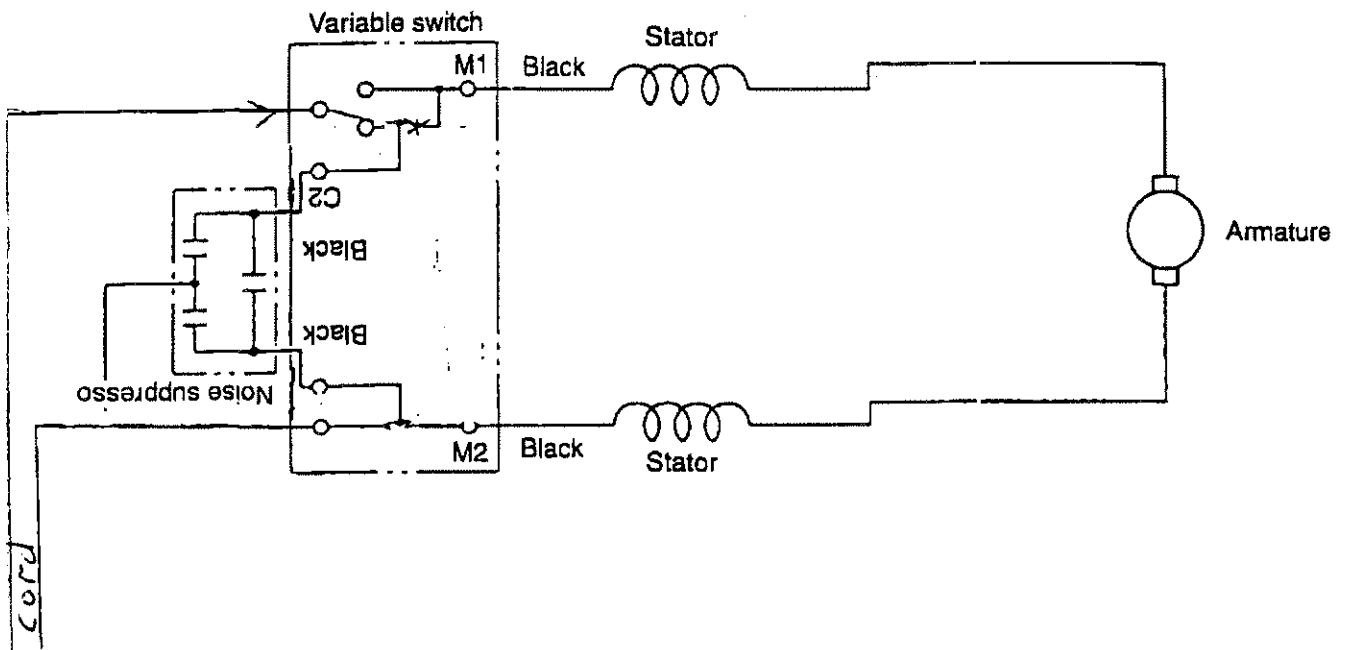 Variable switch
Stator
M1
Black
C2
Black
Armature
Black
Noise suppresso
M2
Black
Stator
cord